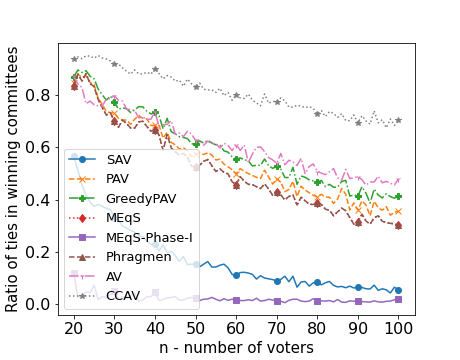 Ratio of ties in winning committees
0.8
0.6
0.4
0.2
0.0
SAV
PAV
GreedyPAV
MEqS
MEqS-Phase-I
Phragmen
AV
CCAV
20 30 40 50 60 70 80 90 100
n - number of voters